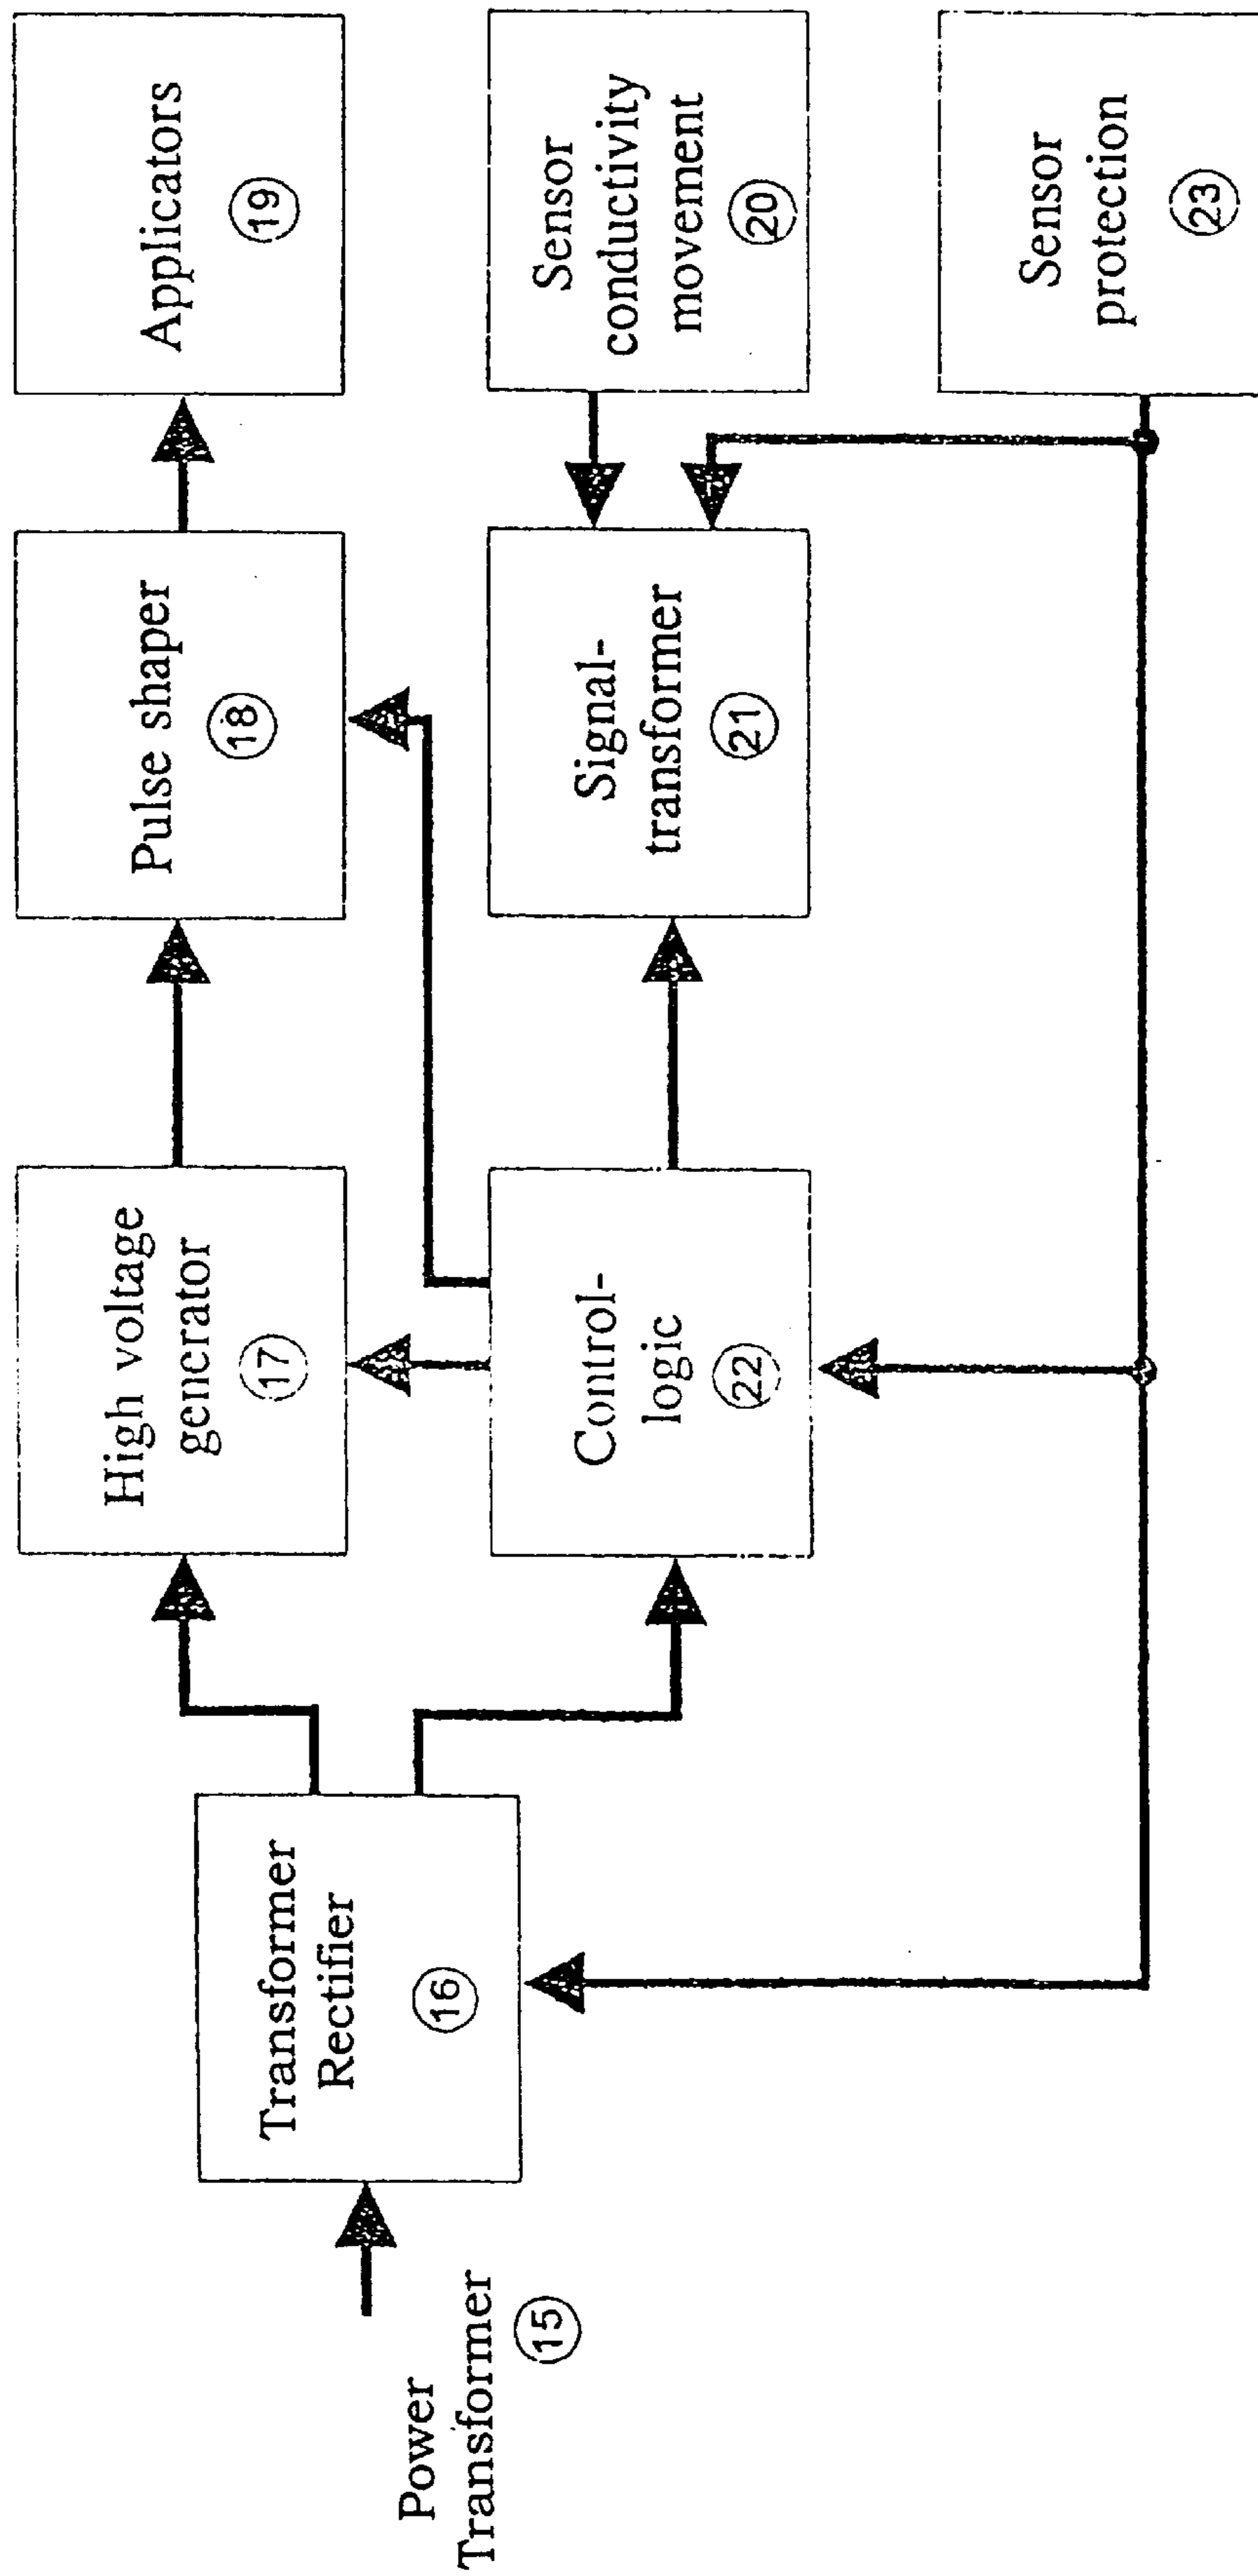 Power
Transformer
15
Transformer
Rectifier
16
High voltage
generator
17
Pulse shaper
18
Applicators
19
Control-
logic
22
Signal-
transformer
21
Sensor
conductivity
movement
20
Sensor
protection
23